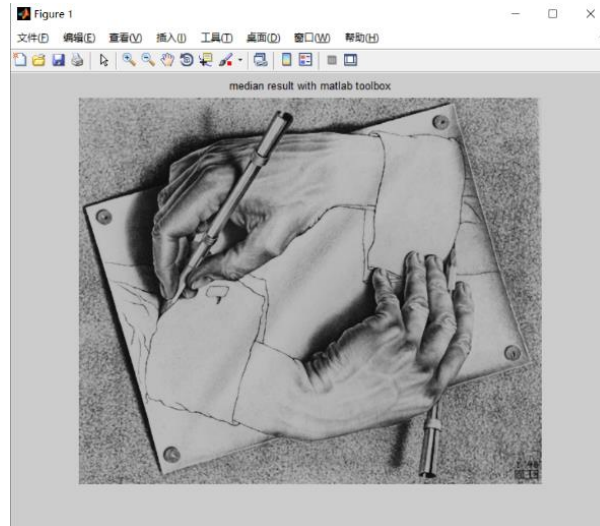 Figure 1
文件(F) 编辑(E) 查看(V) 插入(I) 工具(T) 桌面(D) 窗口(W) 帮助(H)
median result with matlab toolbox